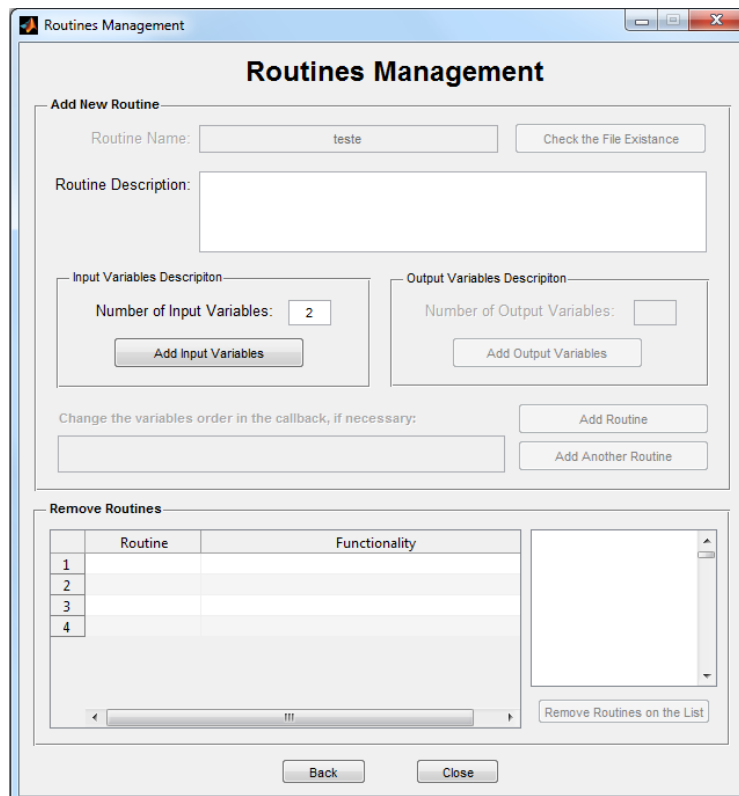 Routines Management
Routines Management
Add New Routine
Routine Name:
teste
Check the File Existance
Routine Description:
Input Variables Descripiton
Output Variables Descripiton
Number of Input Variables:
2
Number of Output Variables:
Add Input Variables
Add Output Variables
Change the variables order in the callback, if necessary:
Add Routine
Add Another Routine
Remove Routines
Routine
Functionality
1
2
3
4
Remove Routines on the List
Back
Close